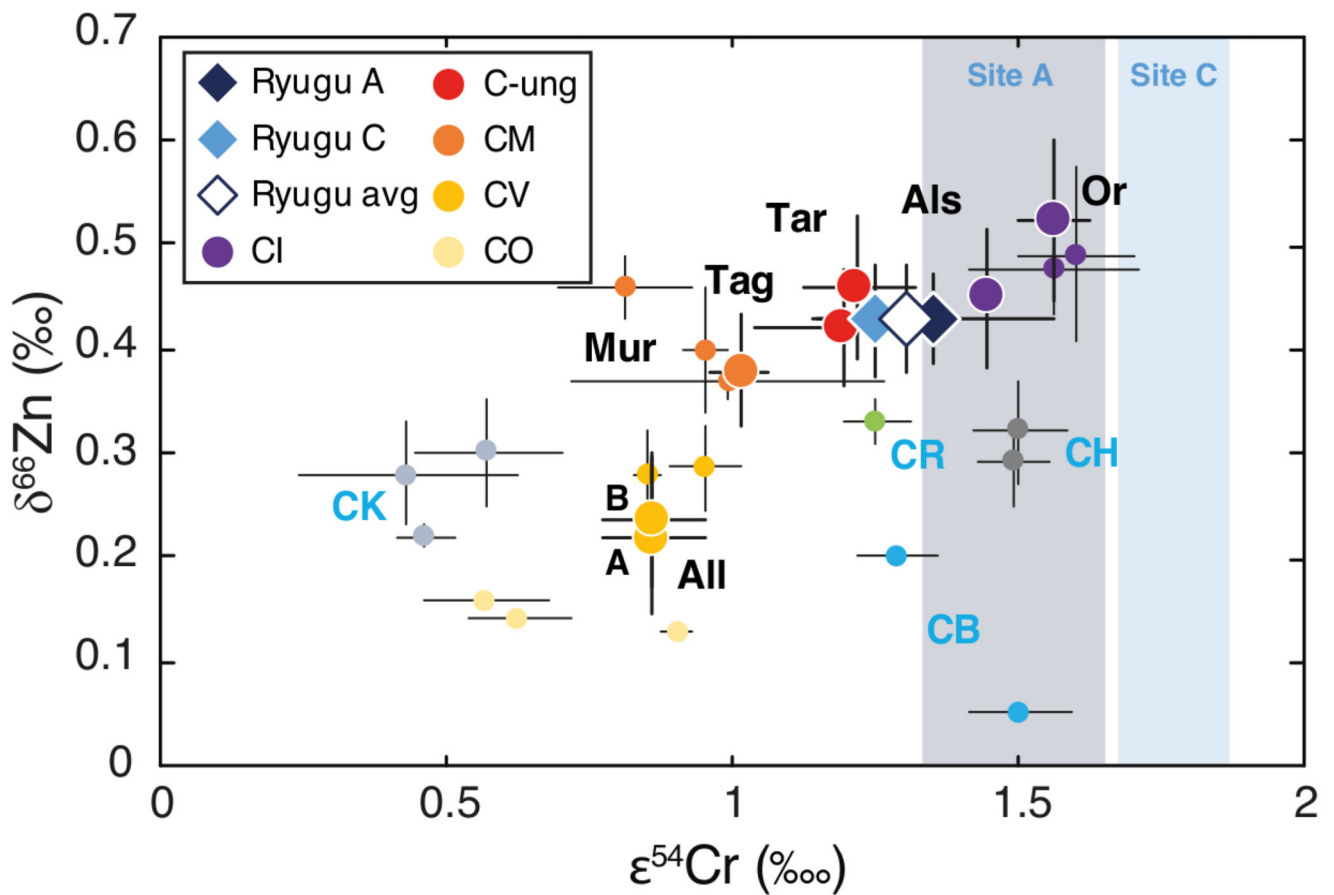 0.7
0.6
0.5
0.4
0.3
0.2
0.1
0
δ⁶⁶Zn (‰)
Ryugu A
Ryugu C
Ryugu avg
CI
C-ung
CM
CV
CO
Site A
Site C
Tar
Als
Or
Tag
Mur
CR
CH
CK
B
A
All
CB
0
0.5
1
1.5
2
ε⁵⁴Cr (‱)